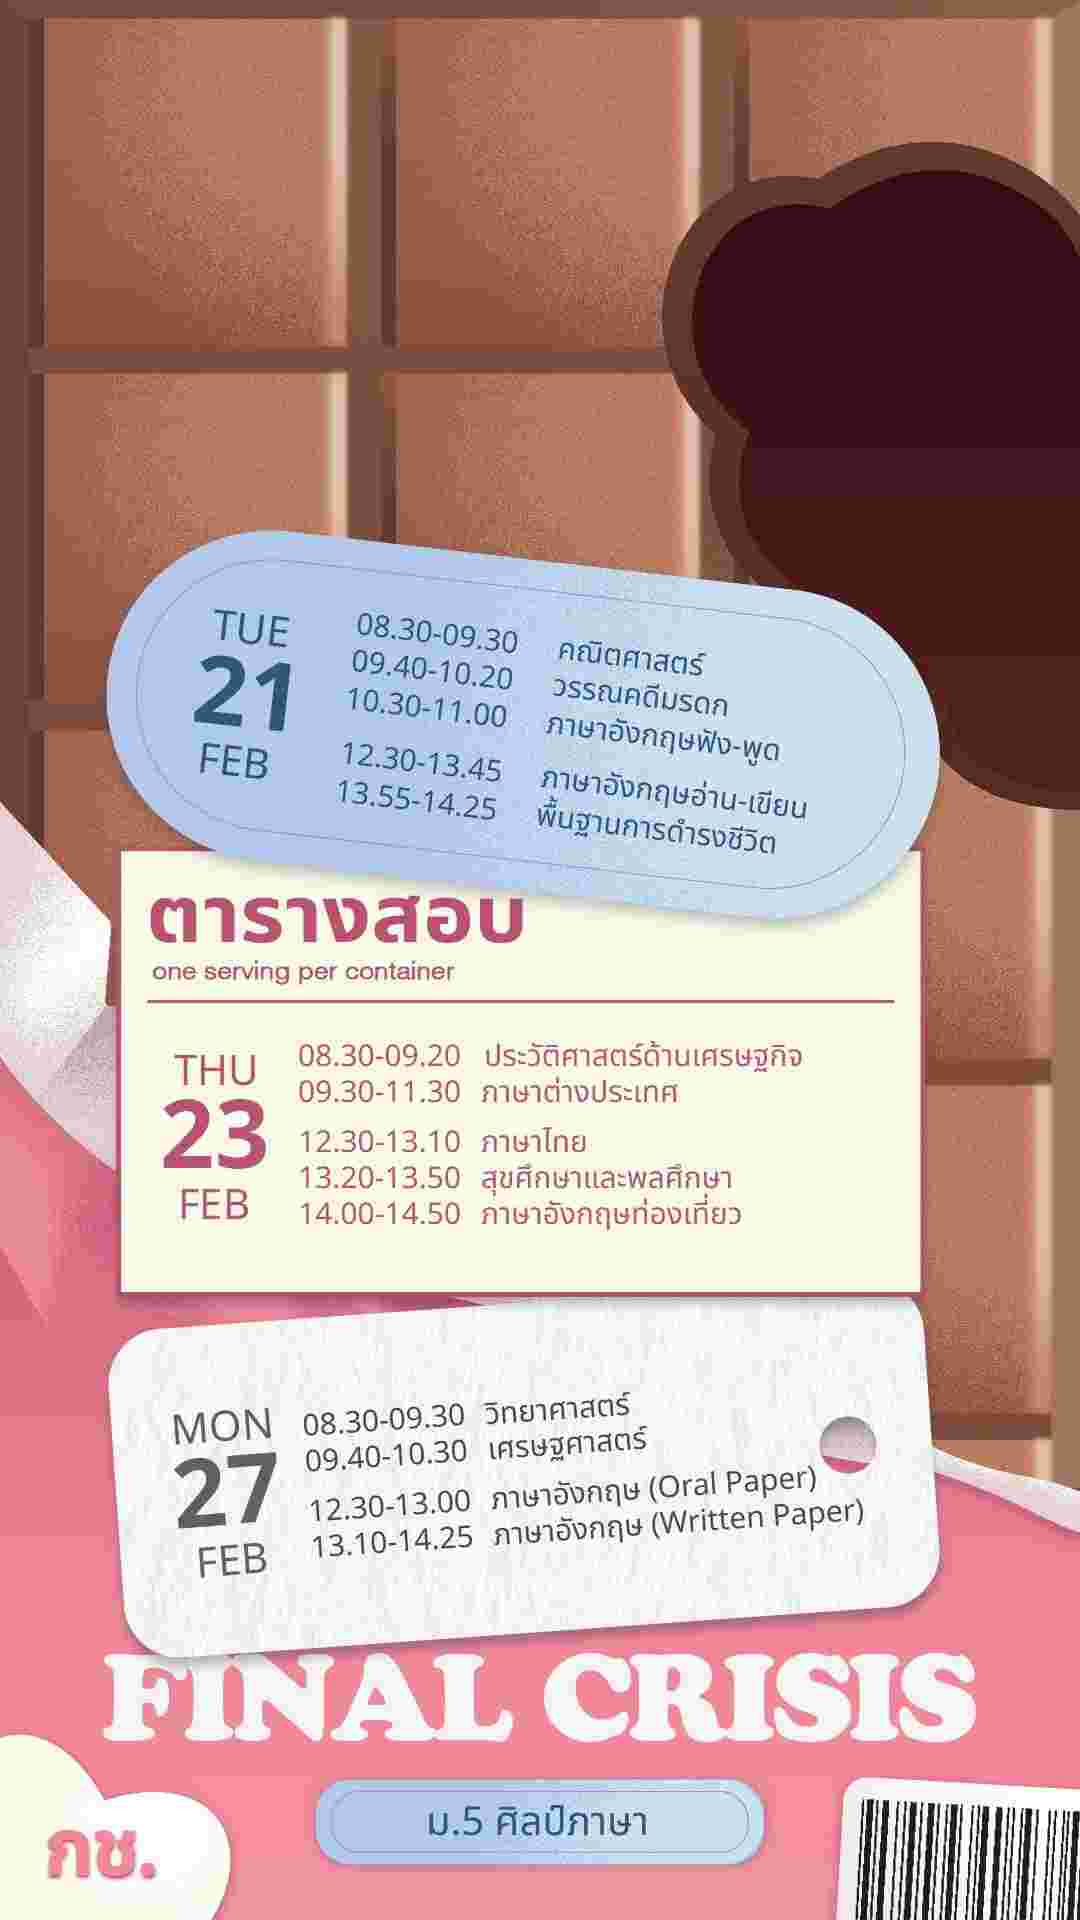 TUE
21
FEB
08.30-09.30 คณิตศาสตร์
09.40-10.20 วรรณคดีมรดก
10.30-11.00 ภาษาอังกฤษฟัง-พูด
12.30-13.45 ภาษาอังกฤษอ่าน-เขียน
13.55-14.25 พื้นฐานการดำรงชีวิต
ตารางสอบ
one serving per container
THU
23
FEB
08.30-09.20 ประวัติศาสตร์ด้านเศรษฐกิจ
09.30-11.30 ภาษาต่างประเทศ
12.30-13.10 ภาษาไทย
13.20-13.50 สุขศึกษาและพลศึกษา
14.00-14.50 ภาษาอังกฤษท่องเที่ยว
MON
27
FEB
08.30-09.30 วิทยาศาสตร์
09.40-10.30 เศรษฐศาสตร์
12.30-13.00 ภาษาอังกฤษ (Oral Paper)
13.10-14.25 ภาษาอังกฤษ (Written Paper)
FINAL CRISIS
ม.5 ศิลป์ภาษา
กช.